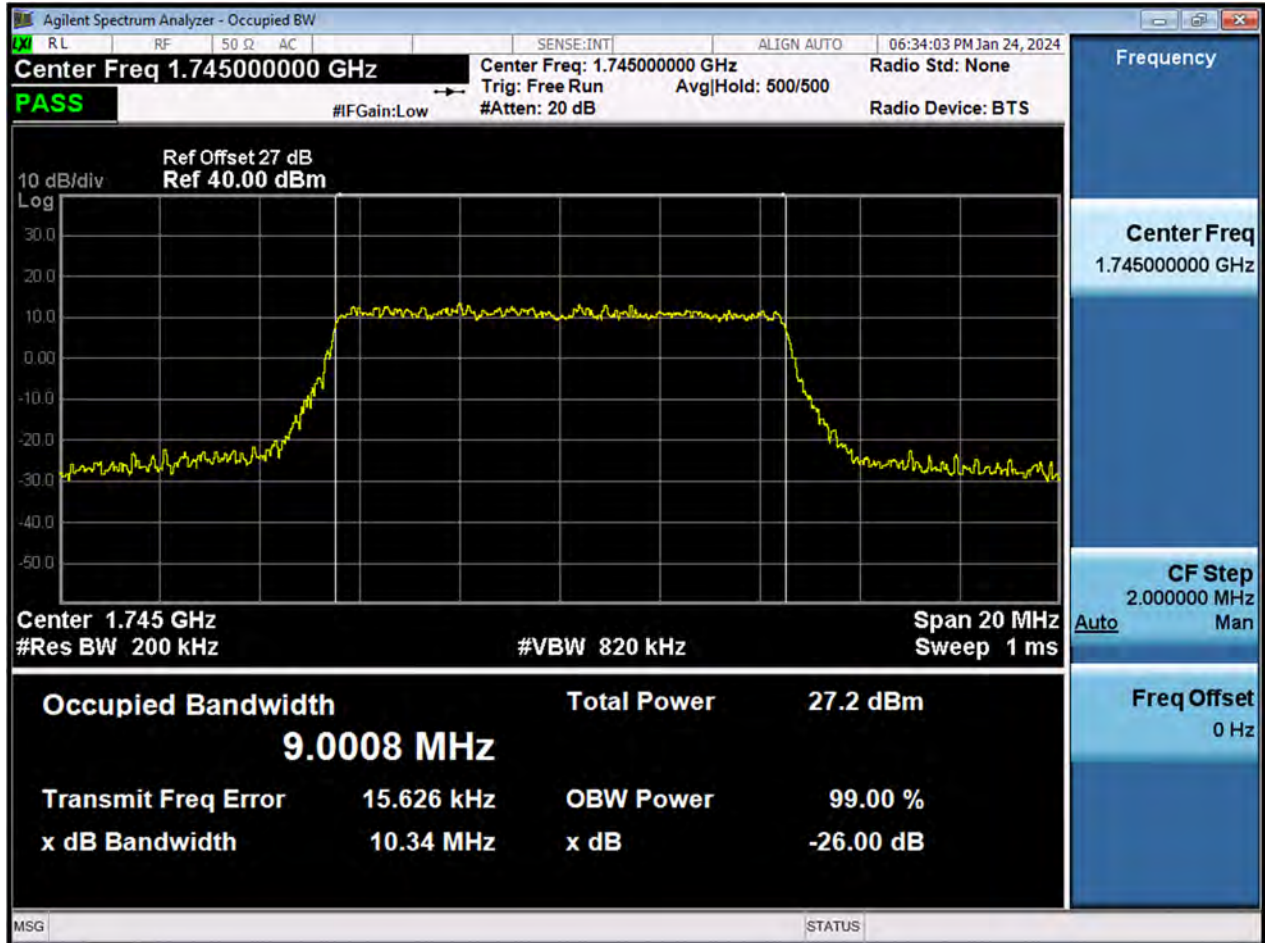 Agilent Spectrum Analyzer - Occupied BW
LXI RL RF 50 Ω AC SENSE:INT ALIGN AUTO 06:34:03 PM Jan 24, 2024
Center Freq 1.745000000 GHz
Center Freq: 1.745000000 GHz
Radio Std: None
Trig: Free Run Avg|Hold: 500/500
PASS
#IFGain:Low
#Atten: 20 dB
Radio Device: BTS
Ref Offset 27 dB
10 dB/div Ref 40.00 dBm
Log
30.0
20.0
10.0
0.00
-10.0
-20.0
-30.0
-40.0
-50.0
Center 1.745 GHz
Span 20 MHz
#Res BW 200 kHz
#VBW 820 kHz
Sweep 1 ms
Occupied Bandwidth
9.0008 MHz
Total Power 27.2 dBm
Transmit Freq Error 15.626 kHz
OBW Power 99.00 %
x dB Bandwidth 10.34 MHz
x dB -26.00 dB
MSG
STATUS
Frequency
Center Freq
1.745000000 GHz
CF Step
2.000000 MHz
Auto Man
Freq Offset
0 Hz